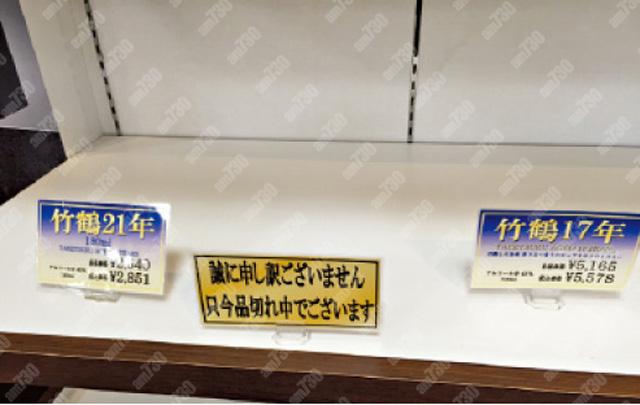 竹鶴21年
180ml
¥2,851
誠に申し訳ございません
只今品切れ中でございます
竹鶴17年
¥5,165
¥5,578
am730